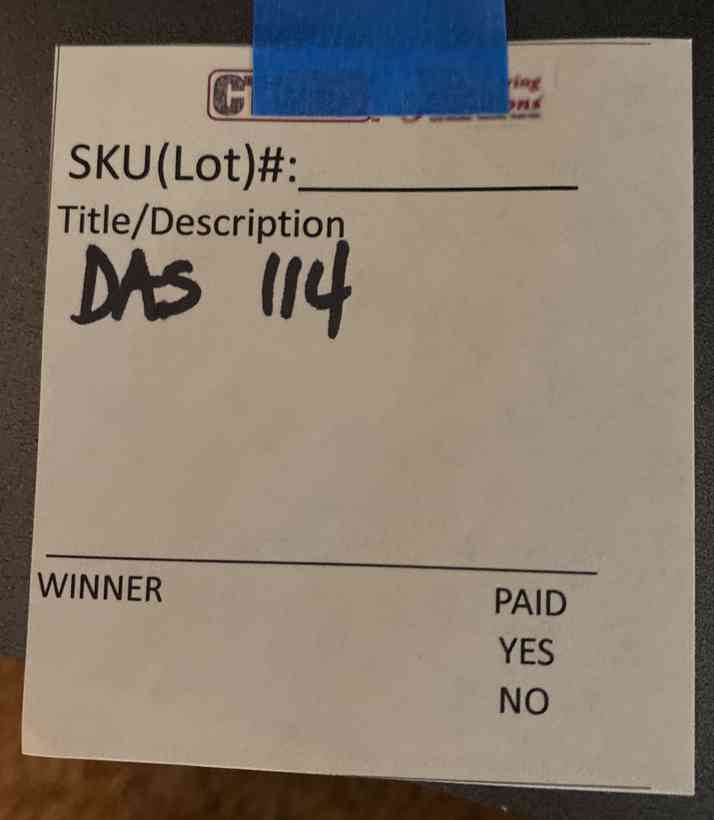 SKU(Lot)#:
Title/Description
DAS 114
WINNER
PAID
YES
NO